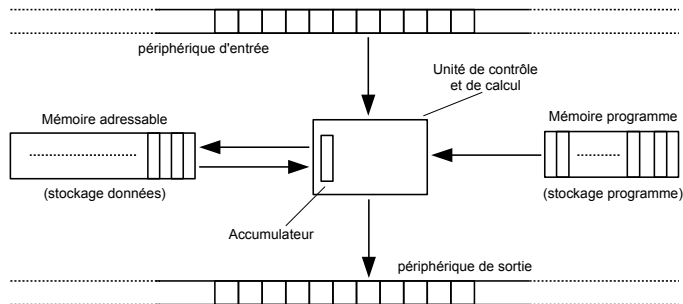 périphérique d'entrée
Unité de contrôle
et de calcul
Mémoire adressable
Mémoire programme
(stockage données)
(stockage programme)
Accumulateur
périphérique de sortie